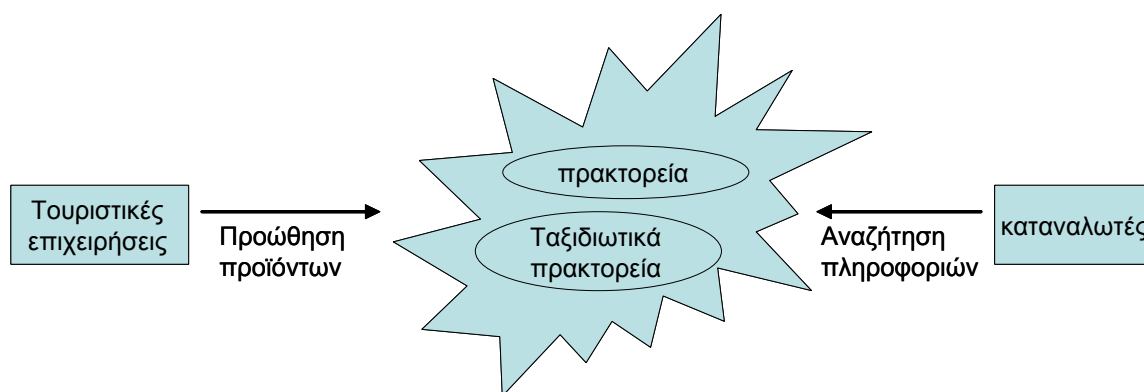 πρακτορεία
Τουριστικές
επιχειρήσεις
Προώθηση
προϊόντων
Ταξιδιωτικά
πρακτορεία
Αναζήτηση
πληροφοριών
καταναλωτές